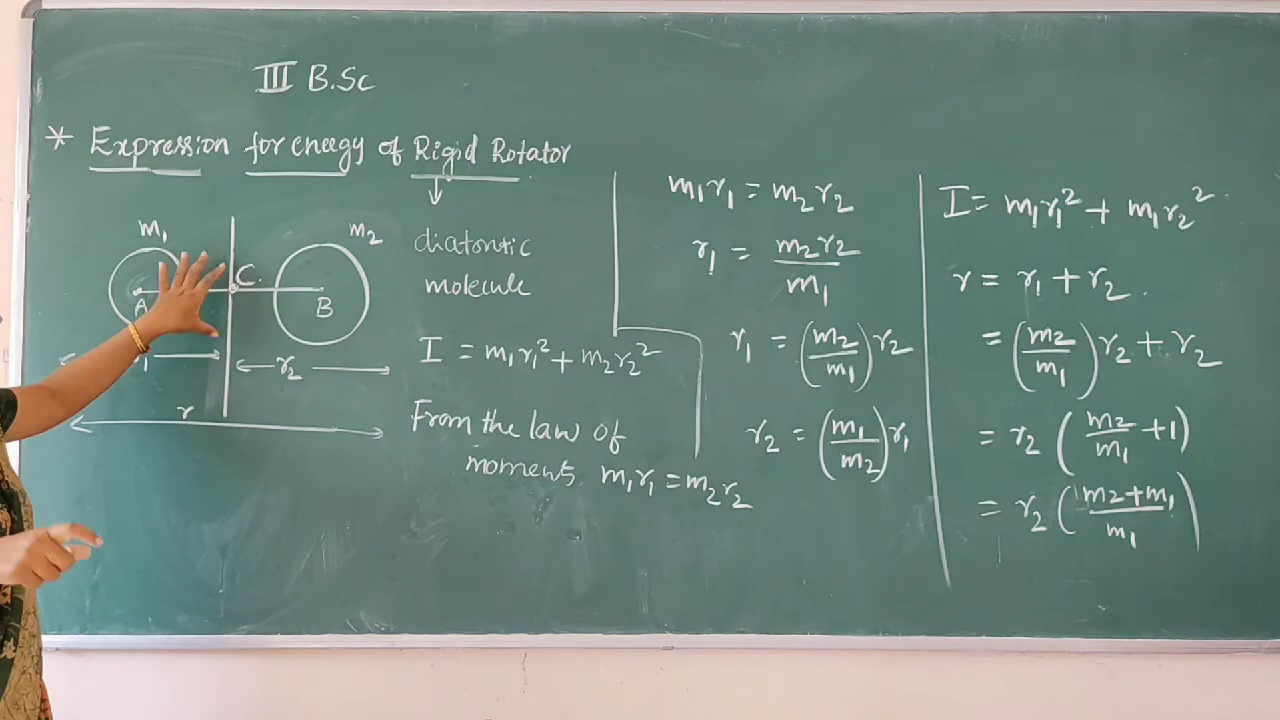 III B.Sc
* Expression for energy of Rigid Rotator
m₁
m₂
A
C.
B
r₂
r
diatontic
molecule
I = m₁r₁² + m₂r₂²
From the law of
moments, m₁r₁ = m₂r₂
m₁r₁ = m₂r₂
r₁ = m₂r₂/m₁
r₁ = (m₂/m₁)r₂
r₂ = (m₁/m₂)r₁
I = m₁r₁² + m₁r₂²
r = r₁ + r₂.
= (m₂/m₁)r₂ + r₂
= r₂ (m₂/m₁ + 1)
= r₂ ((m₂+m₁)/m₁)